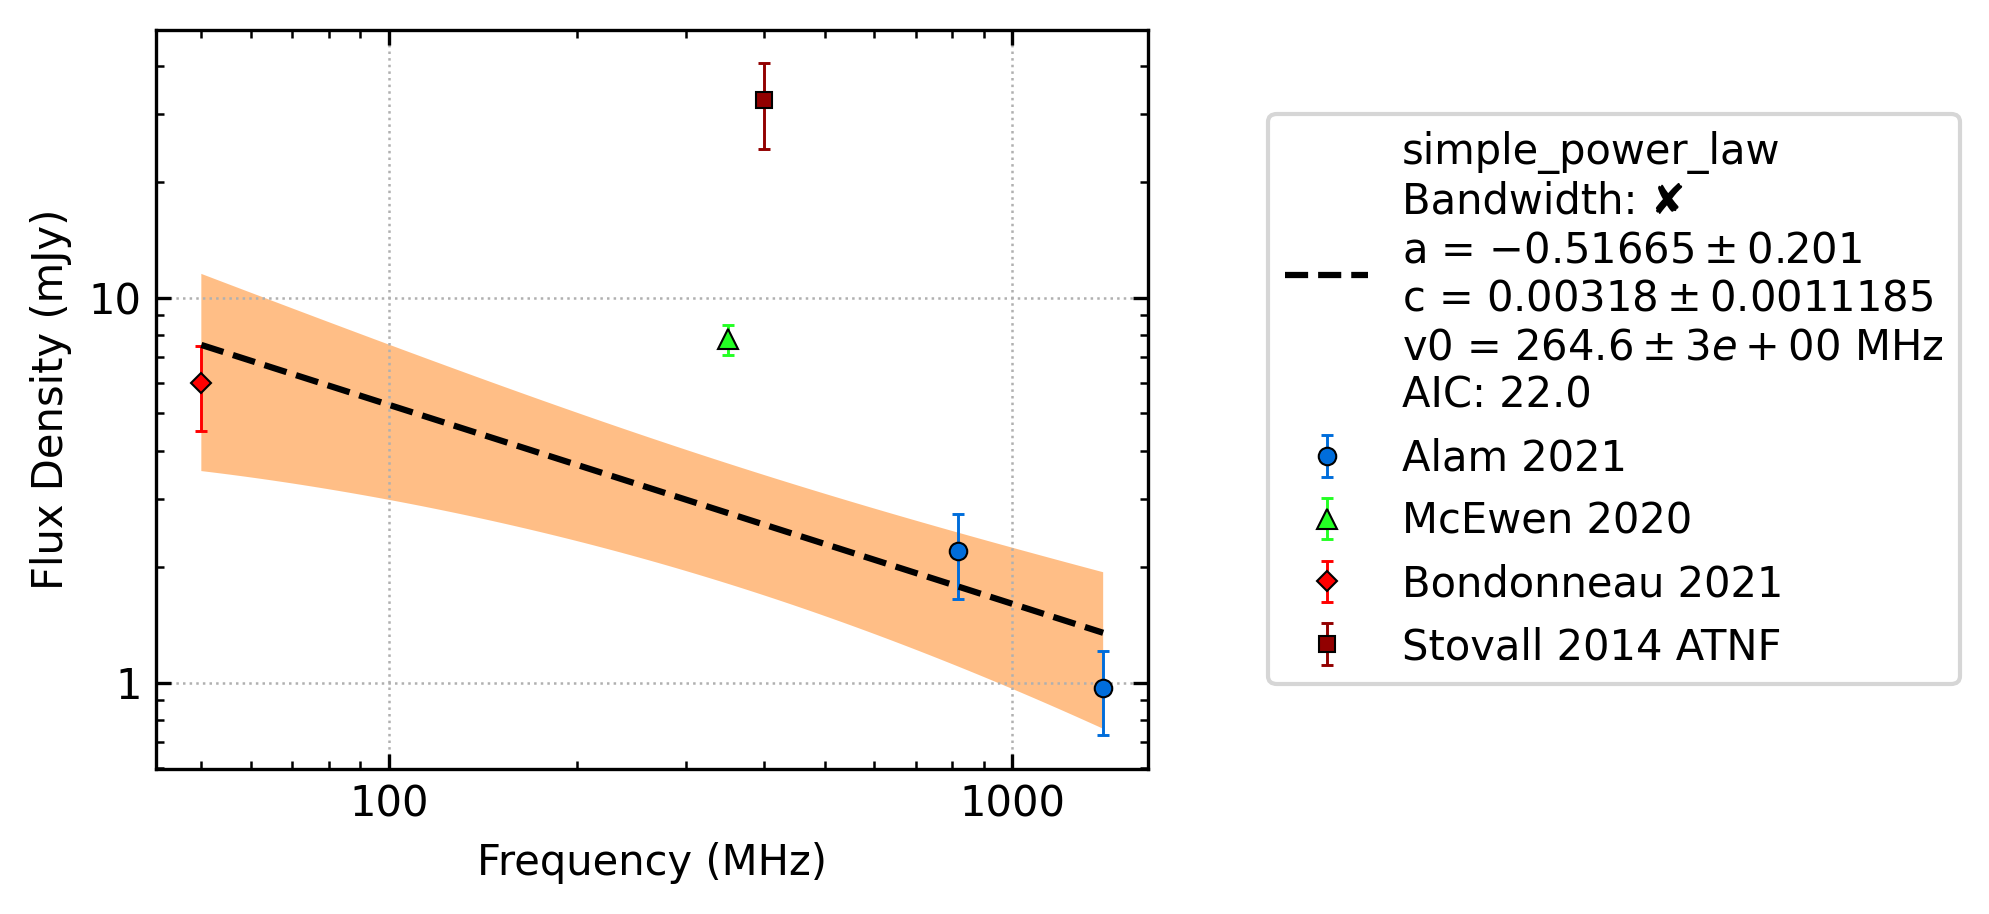 Flux Density (mJy)
10
1
100
1000
Frequency (MHz)
simple_power_law
Bandwidth: ✘
a = −0.51665 ± 0.201
c = 0.00318 ± 0.0011185
v0 = 264.6 ± 3e + 00 MHz
AIC: 22.0
Alam 2021
McEwen 2020
Bondonneau 2021
Stovall 2014 ATNF